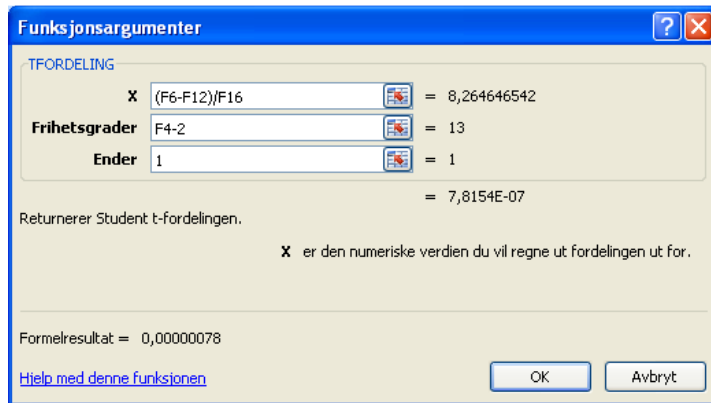 Funksjonsargumenter
TFORDELING
X (F6-F12)/F16 = 8,264646542
Frihetsgrader F4-2 = 13
Ender 1 = 1
= 7,8154E-07
Returnerer Student t-fordelingen.
X er den numeriske verdien du vil regne ut fordelingen ut for.
Formelresultat = 0,00000078
Hjelp med denne funksjonen OK Avbryt